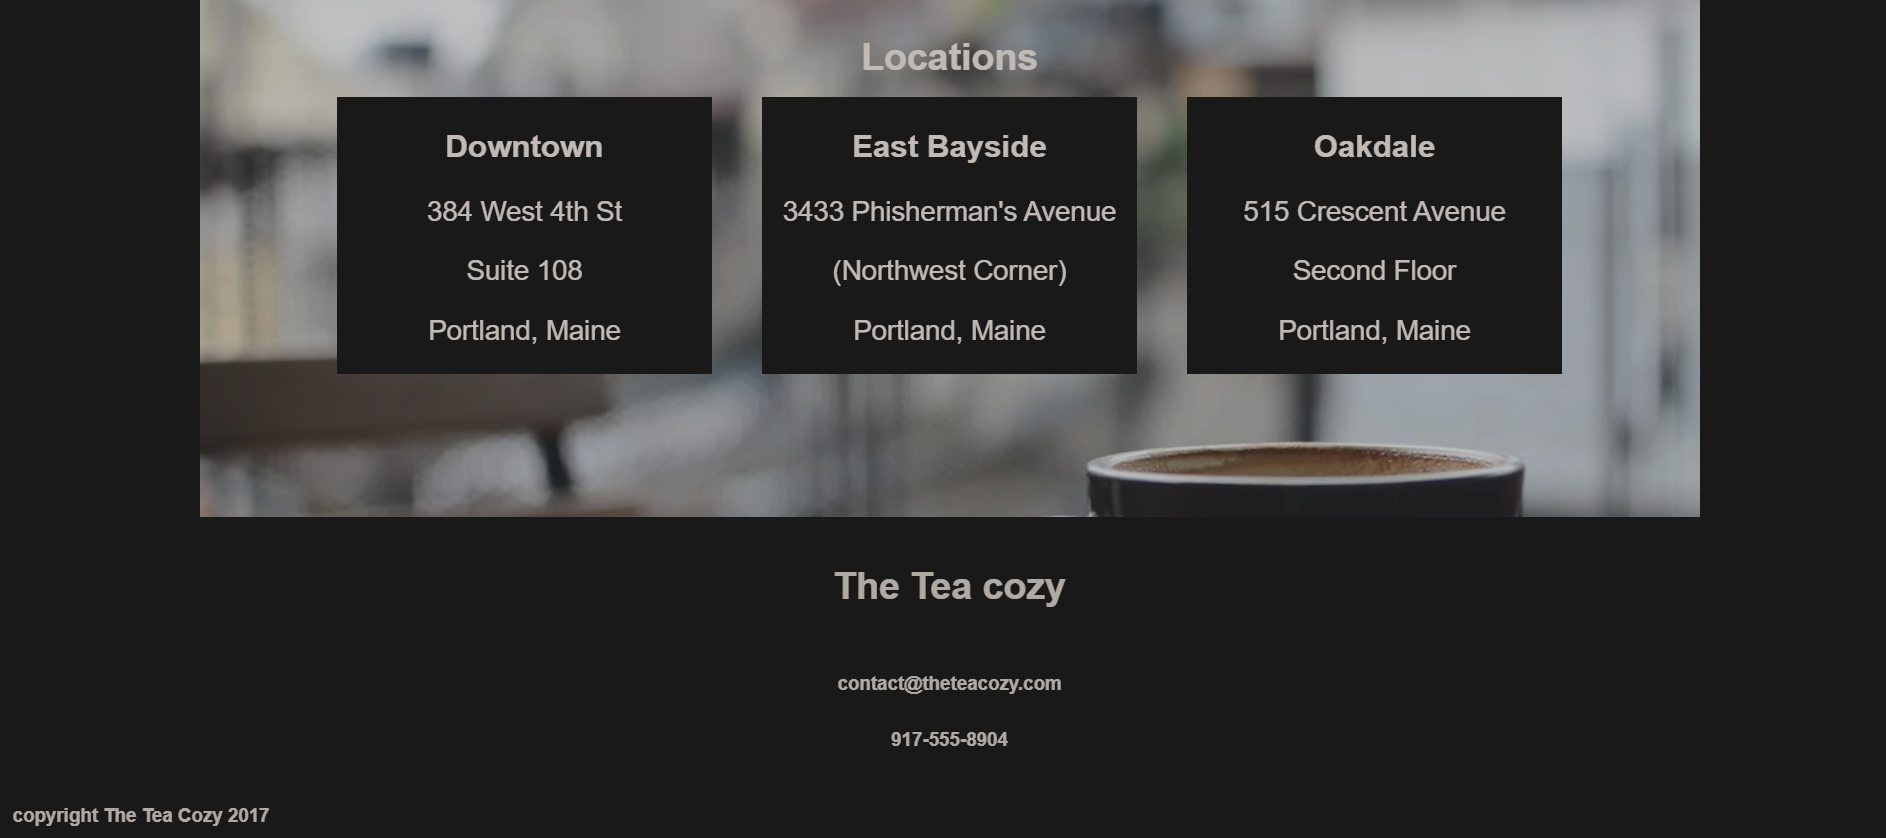 Locations
Downtown
384 West 4th St
Suite 108
Portland, Maine
East Bayside
3433 Phisherman's Avenue
(Northwest Corner)
Portland, Maine
Oakdale
515 Crescent Avenue
Second Floor
Portland, Maine
The Tea cozy
contact@theteacozy.com
917-555-8904
copyright The Tea Cozy 2017